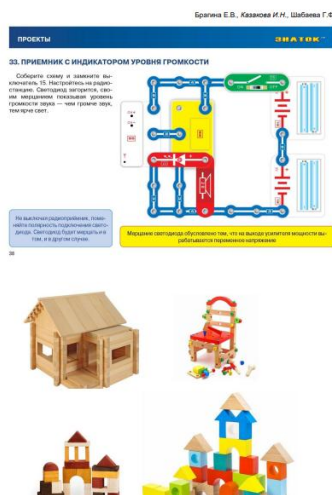 Брагина Е.В., Казакова И.Н., Шабаева Г.Ф
ПРОЕКТЫ
ЗНАТОК
33. ПРИЕМНИК С ИНДИКАТОРОМ УРОВНЯ ГРОМКОСТИ
Соберите схему и замкните вы-
ключатель 15. Настройтесь на радио-
станцию. Светодиод загорится, сво-
им мерцанием показывая уровень
громкости звука — чем громче звук,
тем ярче свет.
Не выключая радиоприёмник, поме-
няйте полярность подключения свето-
диода. Светодиод будет мерцать и в
том, и в другом случае.
Мерцание светодиода обусловлено тем, что на выходе усилителя мощности вы-
рабатывается переменное напряжение